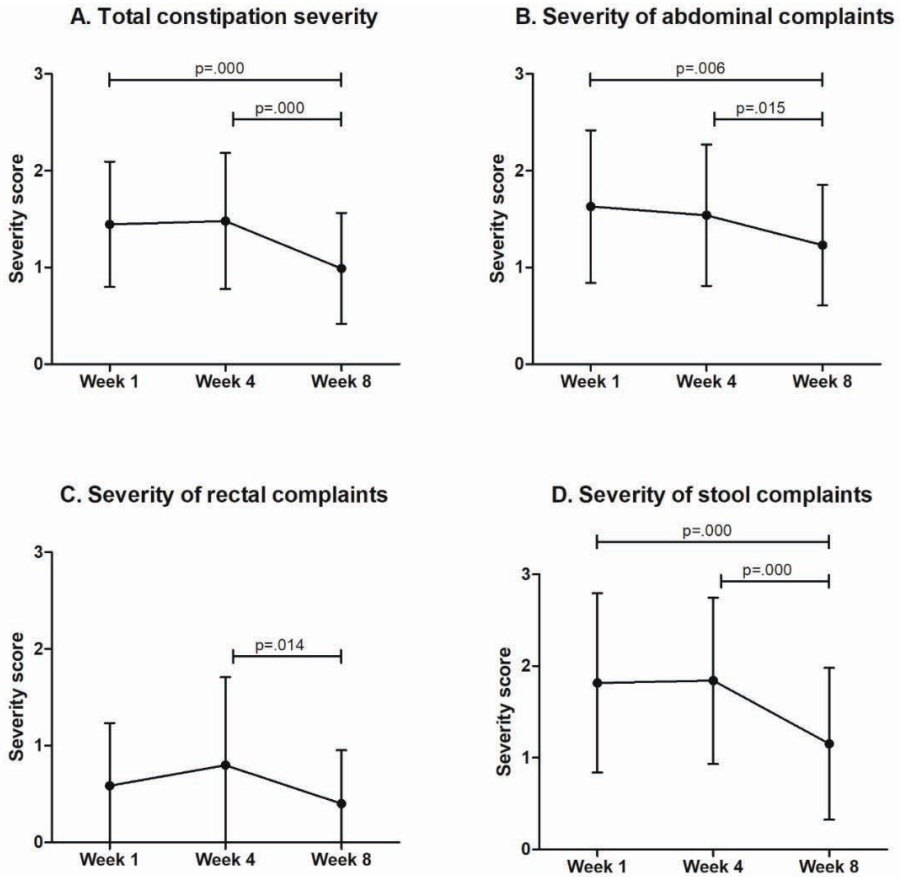 A. Total constipation severity
3
2
1
0
Severity score
p=.000
p=.000
Week 1 Week 4 Week 8
B. Severity of abdominal complaints
3
2
1
0
Severity score
p=.006
p=.015
Week 1 Week 4 Week 8
C. Severity of rectal complaints
3
2
1
0
Severity score
p=.014
Week 1 Week 4 Week 8
D. Severity of stool complaints
3
2
1
0
Severity score
p=.000
p=.000
Week 1 Week 4 Week 8